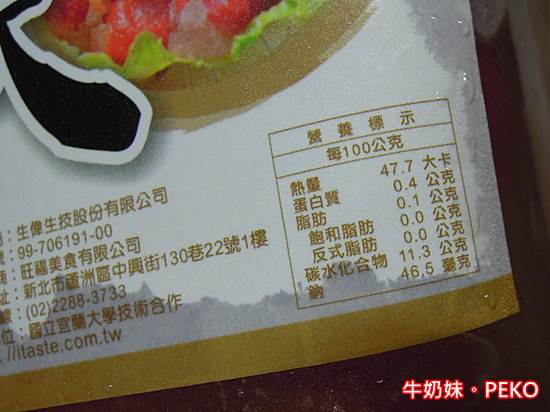 營養標示
每100公克
熱量 47.7 大卡
蛋白質 0.4 公克
脂肪 0.1 公克
飽和脂肪 0.0 公克
反式脂肪 0.0 公克
碳水化合物 11.3 公克
鈉 46.5 毫克
：生偉生技股份有限公司
：99-706191-00
商：旺福美食有限公司
址：新北市蘆洲區中興街130巷22號1樓
：(02)2288-3733
位：國立宜蘭大學技術合作
//itaste.com.tw
牛奶妹。PEKO